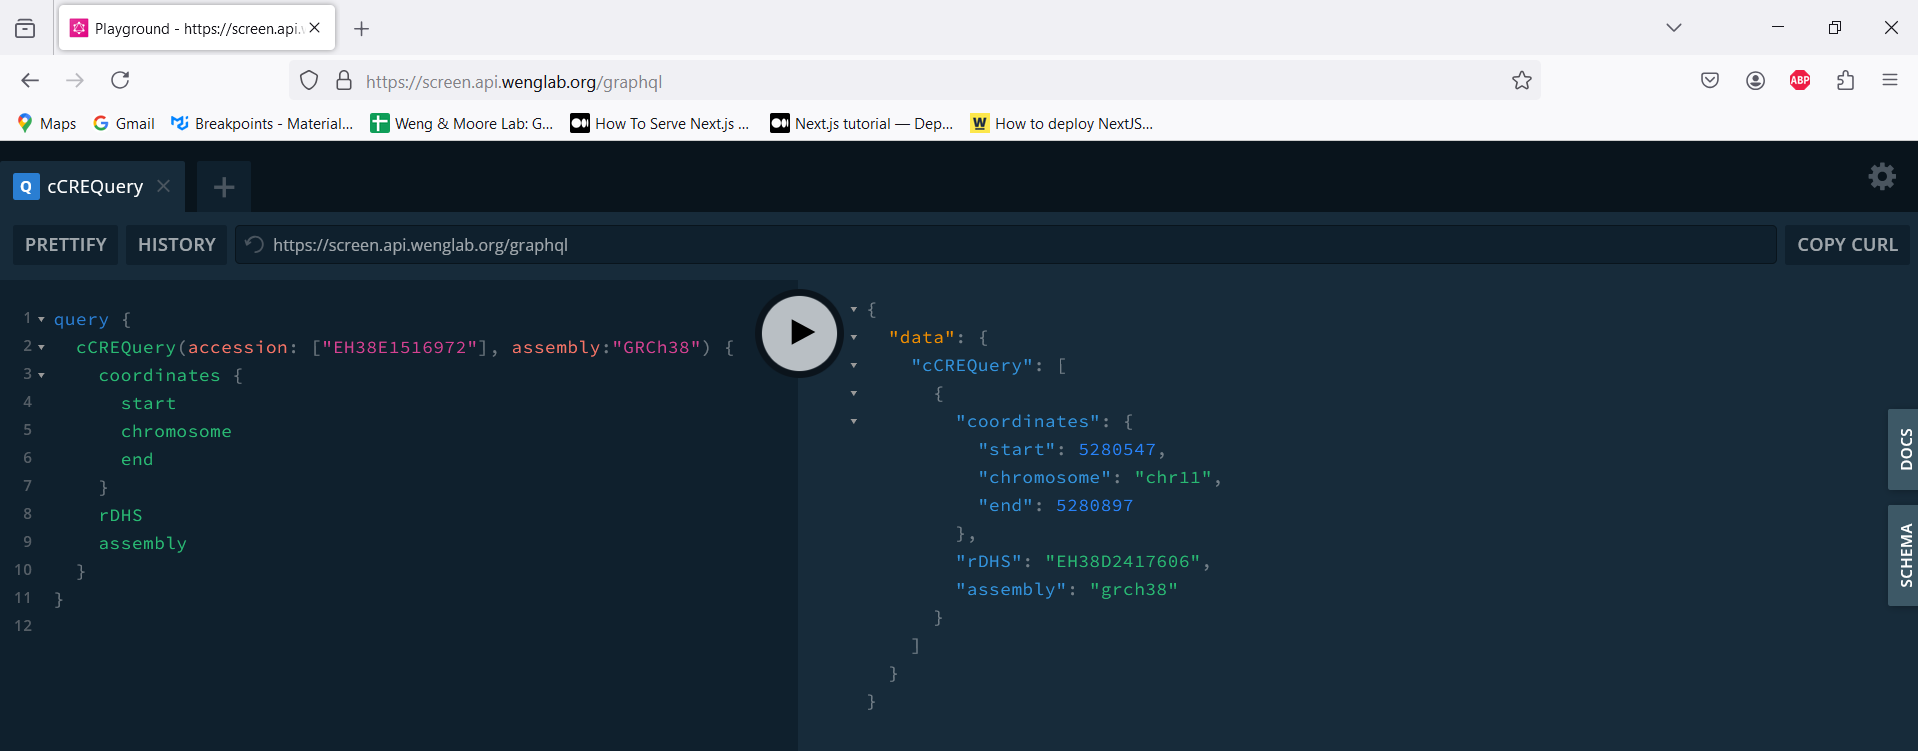 Playground - https://screen.api.
https://screen.api.wenglab.org/graphql
ABP
Maps
Gmail
Breakpoints - Material...
Weng & Moore Lab: G...
How To Serve Next.js ...
Next.js tutorial — Dep...
W How to deploy NextJS...
Q cCREQuery
PRETTIFY
HISTORY
https://screen.api.wenglab.org/graphql
COPY CURL
1 query {
2 cCREQuery(accession: ["EH38E1516972"], assembly:"GRCh38") {
3 coordinates {
4 start
5 chromosome
6 end
7 }
8 rDHS
9 assembly
10 }
11 }
12
{
"data": {
"cCREQuery": [
{
"coordinates": {
"start": 5280547,
"chromosome": "chr11",
"end": 5280897
},
"rDHS": "EH38D2417606",
"assembly": "grch38"
}
]
}
}
DOCS
SCHEMA